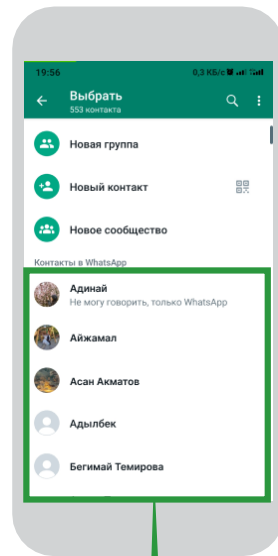 19:56 0,3 КБ/с
Выбрать
553 контакта
Новая группа
Новый контакт
Новое сообщество
Контакты в WhatsApp
Адинай
Не могу говорить, только WhatsApp
Айжамал
Асан Акматов
Адылбек
Бегимай Темирова